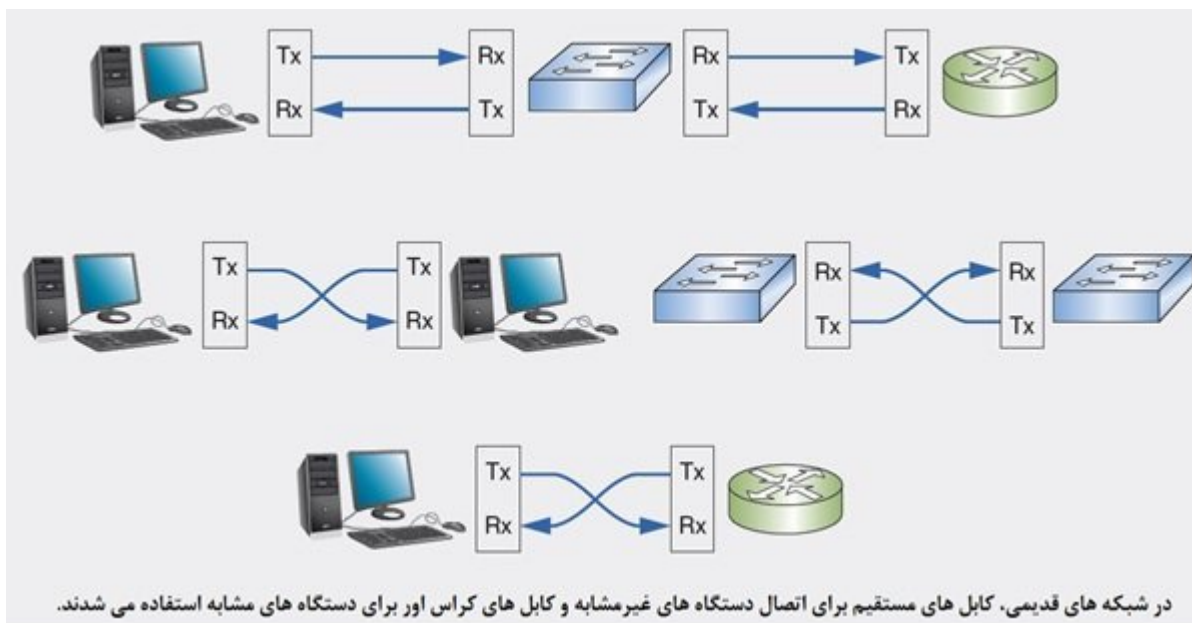 Tx Rx Rx Tx
Rx Tx Tx Rx
Tx Tx Rx Rx
Rx Rx Tx Tx
Tx Tx
Rx Rx
در شبکه های قدیمی، کابل های مستقیم برای اتصال دستگاه های غیرمشابه و کابل های کراس اور برای دستگاه های مشابه استفاده می شدند.